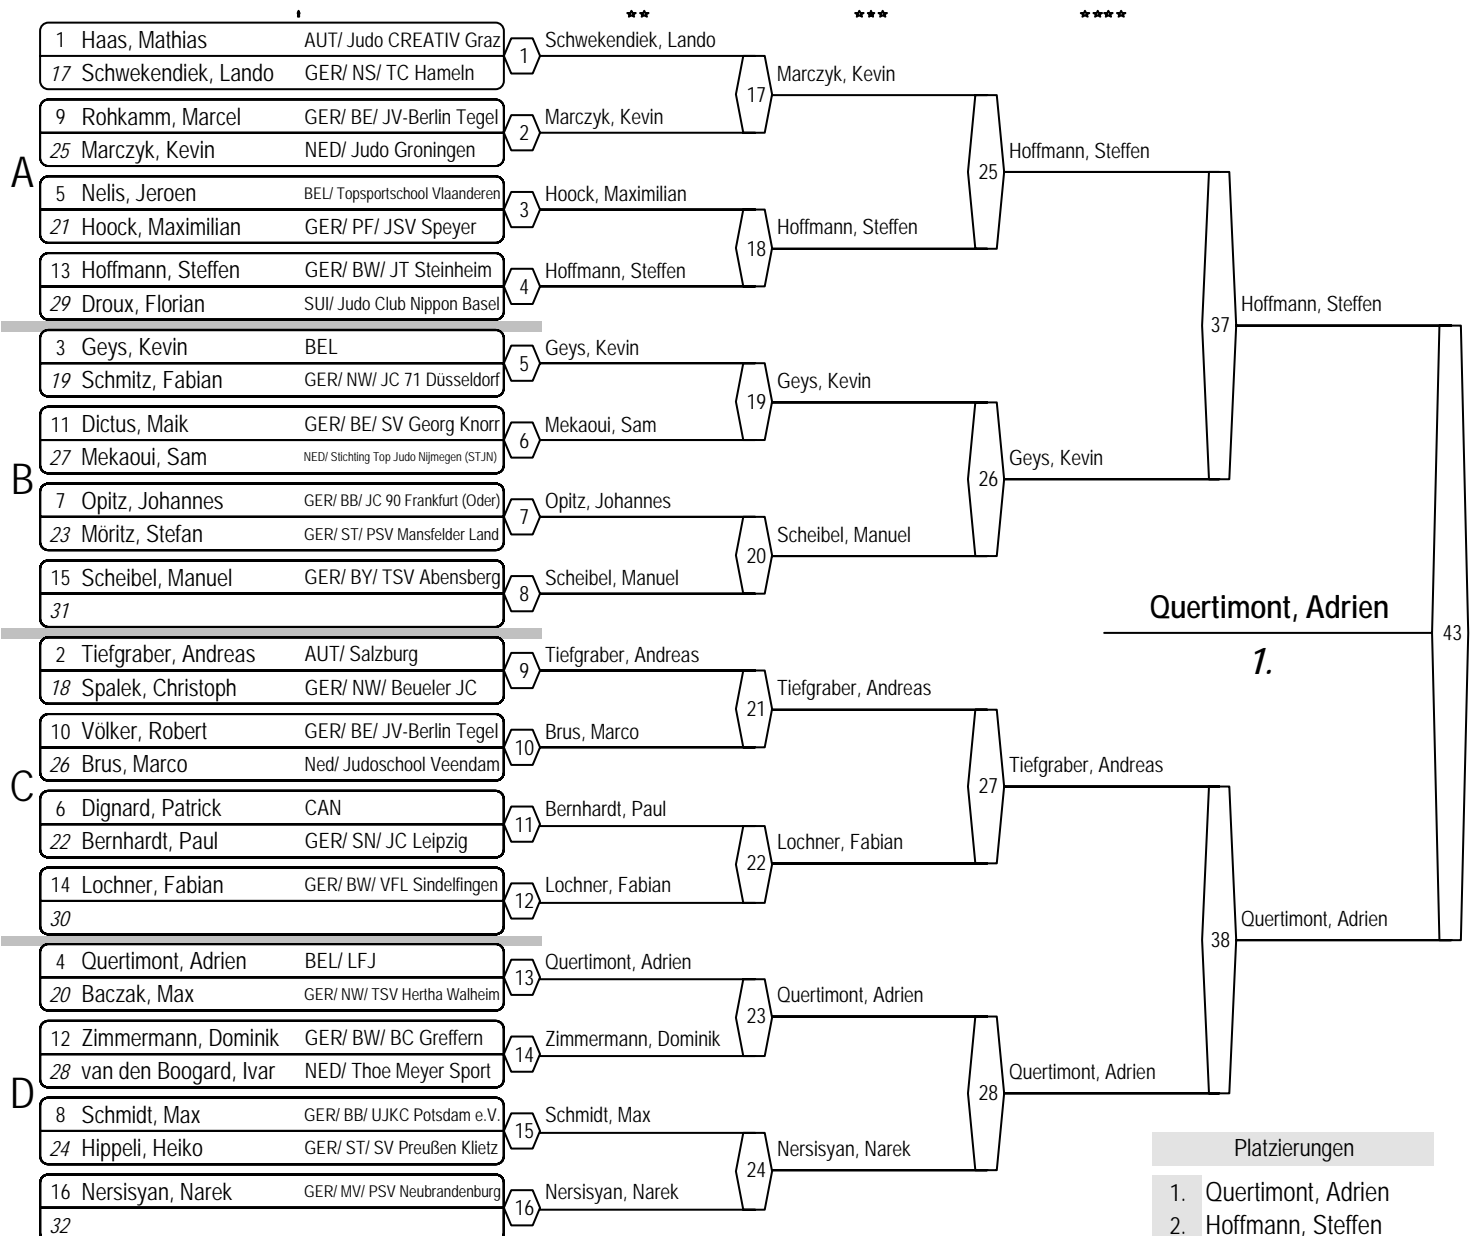 * ** *** ****
1 Haas, Mathias AUT/ Judo CREATIV Graz
17 Schwekendiek, Lando GER/ NS/ TC Hameln
9 Rohkamm, Marcel GER/ BE/ JV-Berlin Tegel
25 Marczyk, Kevin NED/ Judo Groningen
A
5 Nelis, Jeroen BEL/ Topsportschool Vlaanderen
21 Hoock, Maximilian GER/ PF/ JSV Speyer
13 Hoffmann, Steffen GER/ BW/ JT Steinheim
29 Droux, Florian SUI/ Judo Club Nippon Basel
3 Geys, Kevin BEL
19 Schmitz, Fabian GER/ NW/ JC 71 Düsseldorf
11 Dictus, Maik GER/ BE/ SV Georg Knorr
27 Mekaoui, Sam NED/ Stichting Top Judo Nijmegen (STJN)
B
7 Opitz, Johannes GER/ BB/ JC 90 Frankfurt (Oder)
23 Möritz, Stefan GER/ ST/ PSV Mansfelder Land
15 Scheibel, Manuel GER/ BY/ TSV Abensberg
31
2 Tiefgraber, Andreas AUT/ Salzburg
18 Spalek, Christoph GER/ NW/ Beueler JC
10 Völker, Robert GER/ BE/ JV-Berlin Tegel
26 Brus, Marco Ned/ Judoschool Veendam
C
6 Dignard, Patrick CAN
22 Bernhardt, Paul GER/ SN/ JC Leipzig
14 Lochner, Fabian GER/ BW/ VFL Sindelfingen
30
4 Quertimont, Adrien BEL/ LFJ
20 Baczak, Max GER/ NW/ TSV Hertha Walheim
12 Zimmermann, Dominik GER/ BW/ BC Greffern
28 van den Boogard, Ivar NED/ Thoe Meyer Sport
D
8 Schmidt, Max GER/ BB/ UJKC Potsdam e.V.
24 Hippeli, Heiko GER/ ST/ SV Preußen Klietz
16 Nersisyan, Narek GER/ MV/ PSV Neubrandenburg
32
1 Schwekendiek, Lando
2 Marczyk, Kevin
3 Hoock, Maximilian
4 Hoffmann, Steffen
5 Geys, Kevin
6 Mekaoui, Sam
7 Opitz, Johannes
8 Scheibel, Manuel
9 Tiefgraber, Andreas
10 Brus, Marco
11 Bernhardt, Paul
12 Lochner, Fabian
13 Quertimont, Adrien
14 Zimmermann, Dominik
15 Schmidt, Max
16 Nersisyan, Narek
17 Marczyk, Kevin
18 Hoffmann, Steffen
19 Geys, Kevin
20 Scheibel, Manuel
21 Tiefgraber, Andreas
22 Lochner, Fabian
23 Quertimont, Adrien
24 Nersisyan, Narek
25 Hoffmann, Steffen
26 Geys, Kevin
27 Tiefgraber, Andreas
28 Quertimont, Adrien
37 Hoffmann, Steffen
38 Quertimont, Adrien
Quertimont, Adrien 43
1.
Platzierungen
1. Quertimont, Adrien
2. Hoffmann, Steffen